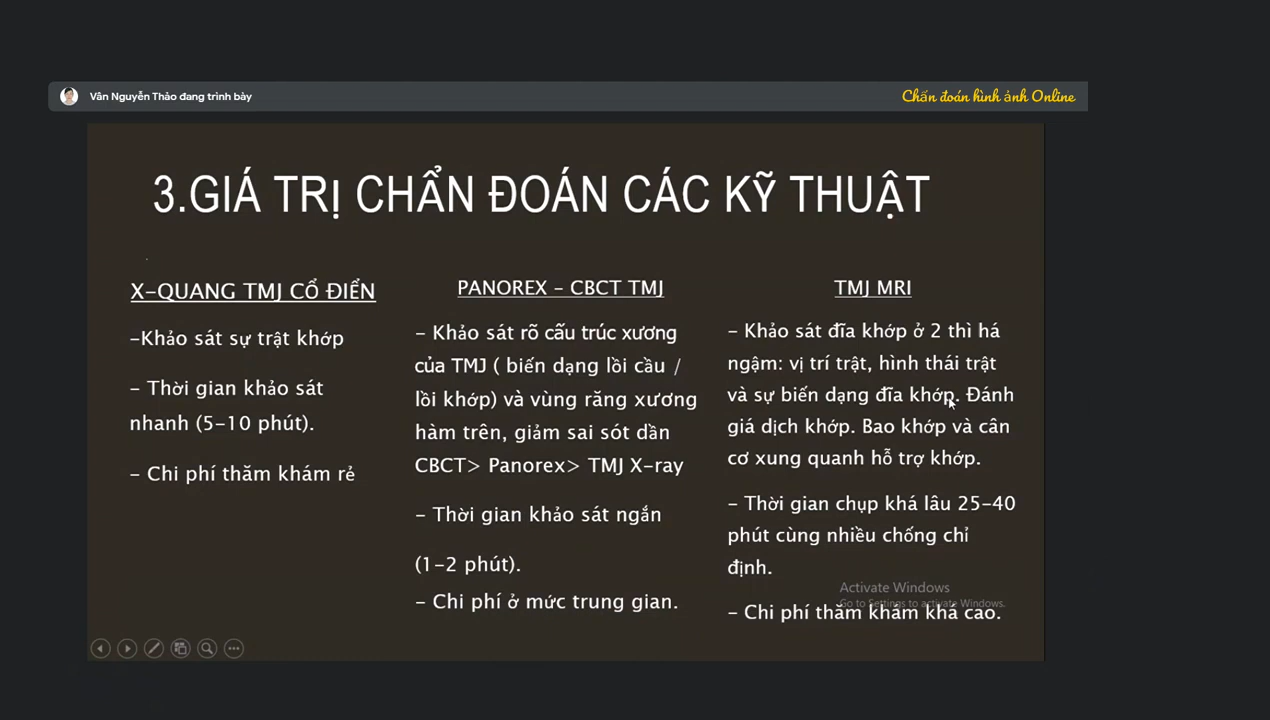 Vân Nguyễn Thảo đang trình bày
Chẩn đoán hình ảnh Online
3.GIÁ TRỊ CHẨN ĐOÁN CÁC KỸ THUẬT
X-QUANG TMJ CỔ ĐIỂN
-Khảo sát sự trật khớp
- Thời gian khảo sát
nhanh (5-10 phút).
- Chi phí thăm khám rẻ
PANOREX - CBCT TMJ
- Khảo sát rõ cấu trúc xương
của TMJ ( biến dạng lồi cầu /
lồi khớp) và vùng răng xương
hàm trên, giảm sai sót dần
CBCT> Panorex> TMJ X-ray
- Thời gian khảo sát ngắn
(1-2 phút).
- Chi phí ở mức trung gian.
TMJ MRI
- Khảo sát đĩa khớp ở 2 thì há
ngậm: vị trí trật, hình thái trật
và sự biến dạng đĩa khớp. Đánh
giá dịch khớp. Bao khớp và cân
cơ xung quanh hỗ trợ khớp.
- Thời gian chụp khá lâu 25-40
phút cùng nhiều chống chỉ
định.
- Chi phí thăm khám khá cao.
Activate Windows
Go to Settings to activate Windows.